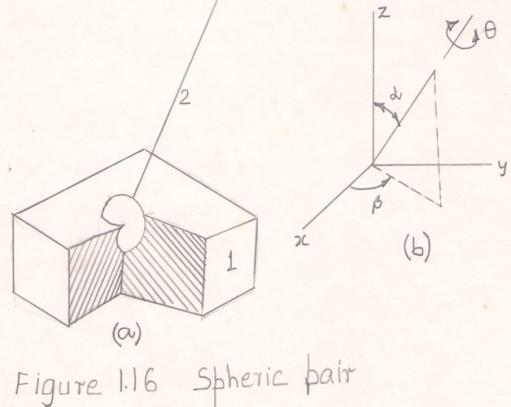 2
1
(a)
z
θ
α
y
β
x
(b)
Figure 1.16 Spheric pair